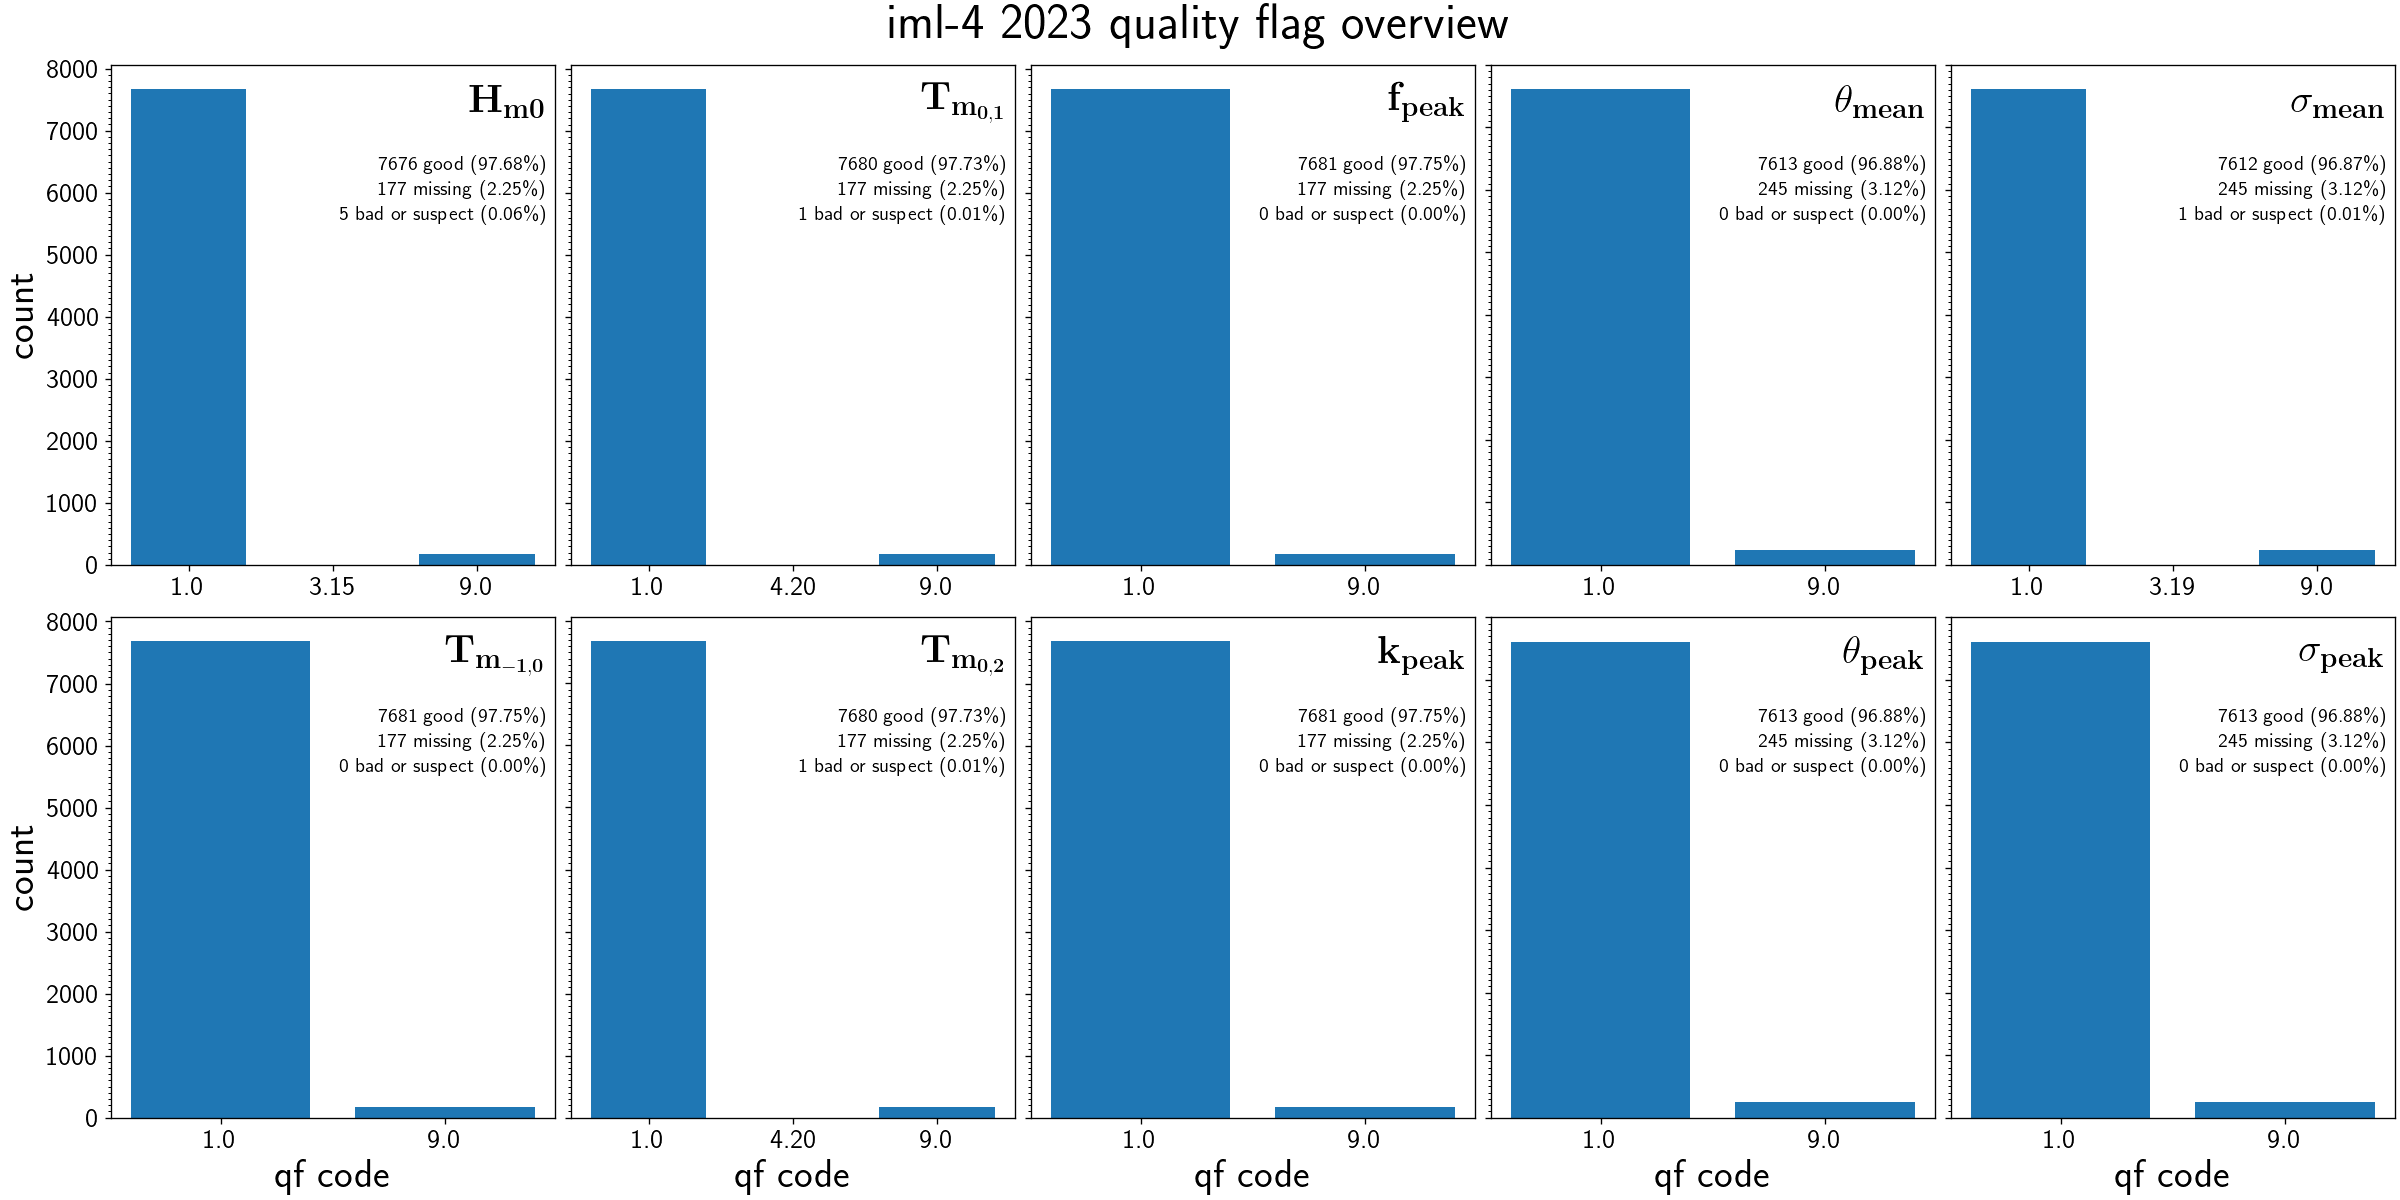 iml-4 2023 quality flag overview
count
8000
7000
6000
5000
4000
3000
2000
1000
0
H_m0
7676 good (97.68%)
177 missing (2.25%)
5 bad or suspect (0.06%)
1.0 3.15 9.0
T_m_0,1
7680 good (97.73%)
177 missing (2.25%)
1 bad or suspect (0.01%)
1.0 4.20 9.0
f_peak
7681 good (97.75%)
177 missing (2.25%)
0 bad or suspect (0.00%)
1.0 9.0
θ_mean
7613 good (96.88%)
245 missing (3.12%)
0 bad or suspect (0.00%)
1.0 9.0
σ_mean
7612 good (96.87%)
245 missing (3.12%)
1 bad or suspect (0.01%)
1.0 3.19 9.0
count
8000
7000
6000
5000
4000
3000
2000
1000
0
T_m_−1,0
7681 good (97.75%)
177 missing (2.25%)
0 bad or suspect (0.00%)
1.0 9.0
qf code
T_m_0,2
7680 good (97.73%)
177 missing (2.25%)
1 bad or suspect (0.01%)
1.0 4.20 9.0
qf code
k_peak
7681 good (97.75%)
177 missing (2.25%)
0 bad or suspect (0.00%)
1.0 9.0
qf code
θ_peak
7613 good (96.88%)
245 missing (3.12%)
0 bad or suspect (0.00%)
1.0 9.0
qf code
σ_peak
7613 good (96.88%)
245 missing (3.12%)
0 bad or suspect (0.00%)
1.0 9.0
qf code